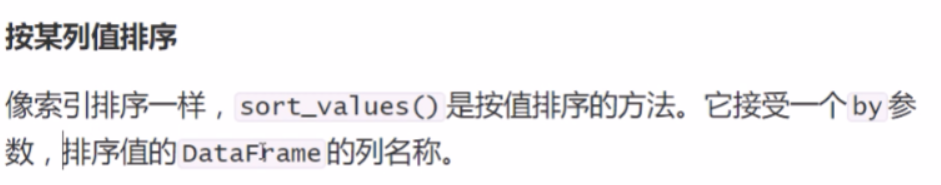 按某列值排序
像索引排序一样，sort_values()是按值排序的方法。它接受一个by参
数，排序值的DataFrame的列名称。